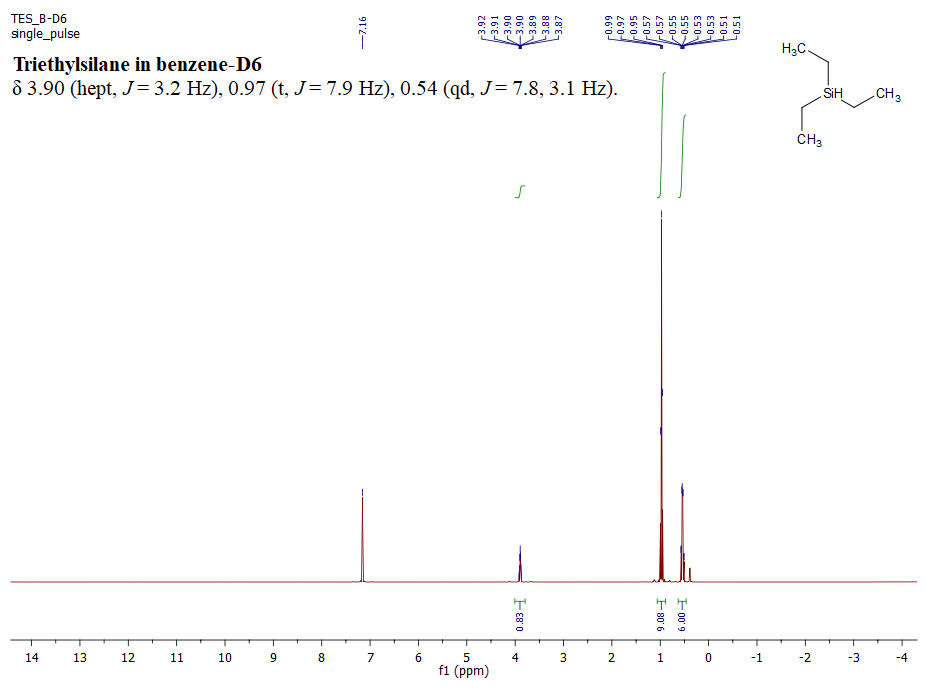 TES_B-D6
single_pulse
Triethylsilane in benzene-D6
δ 3.90 (hept, J = 3.2 Hz), 0.97 (t, J = 7.9 Hz), 0.54 (qd, J = 7.8, 3.1 Hz).
7.16
3.92
3.91
3.90
3.90
3.89
3.88
3.87
0.99
0.97
0.95
0.57
0.57
0.55
0.55
0.53
0.53
0.51
0.51
H3C
SiH
CH3
CH3
0.83
9.08
6.00
14 13 12 11 10 9 8 7 6 5 4 3 2 1 0 -1 -2 -3 -4
f1 (ppm)